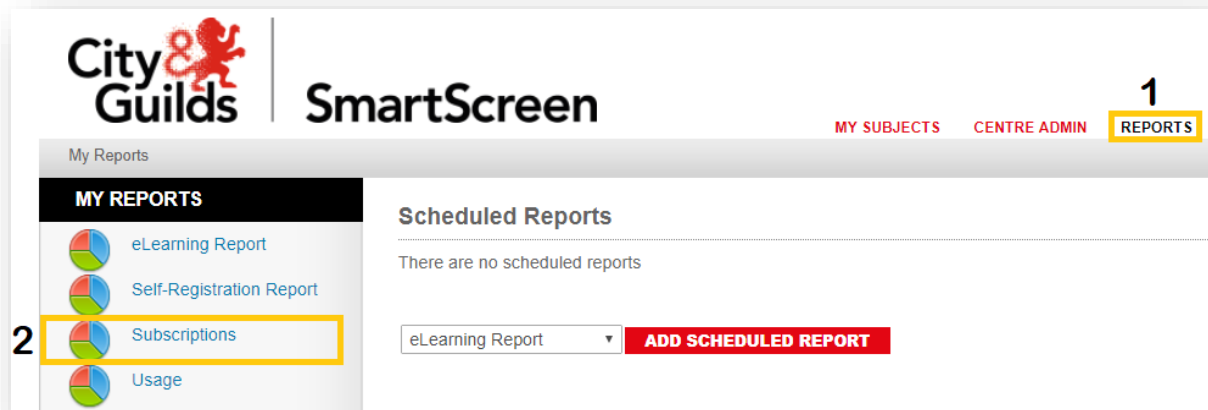 City&
Guilds
SmartScreen
1
MY SUBJECTS CENTRE ADMIN REPORTS
My Reports
MY REPORTS
eLearning Report
Self-Registration Report
2
Subscriptions
Usage
Scheduled Reports
There are no scheduled reports
eLearning Report ADD SCHEDULED REPORT